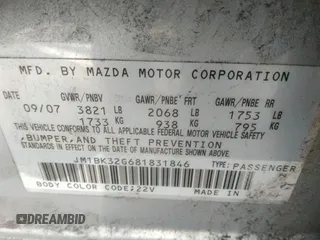 MFD. BY MAZDA MOTOR CORPORATION
DATE GVWR/PNBV GAWR/PNBE FRT GAWR/PNBE RR
09/07 3821 LB 2068 LB 1753 LB
1733 KG 938 KG 795 KG
THIS VEHICLE CONFORMS TO ALL APPLICABLE FEDERAL MOTOR VEHICLE SAFETY
,BUMPER, AND THEFT PREVENTION
STANDARDS IN EFFECT ON THE DATE
OF MANUFACTURE SHOWN ABOVE.
JM1BK32G681831846 TYPE:PASSENGER
MADE IN
BODY COLOR CODE:22V
CARFAST BIDHISTORY